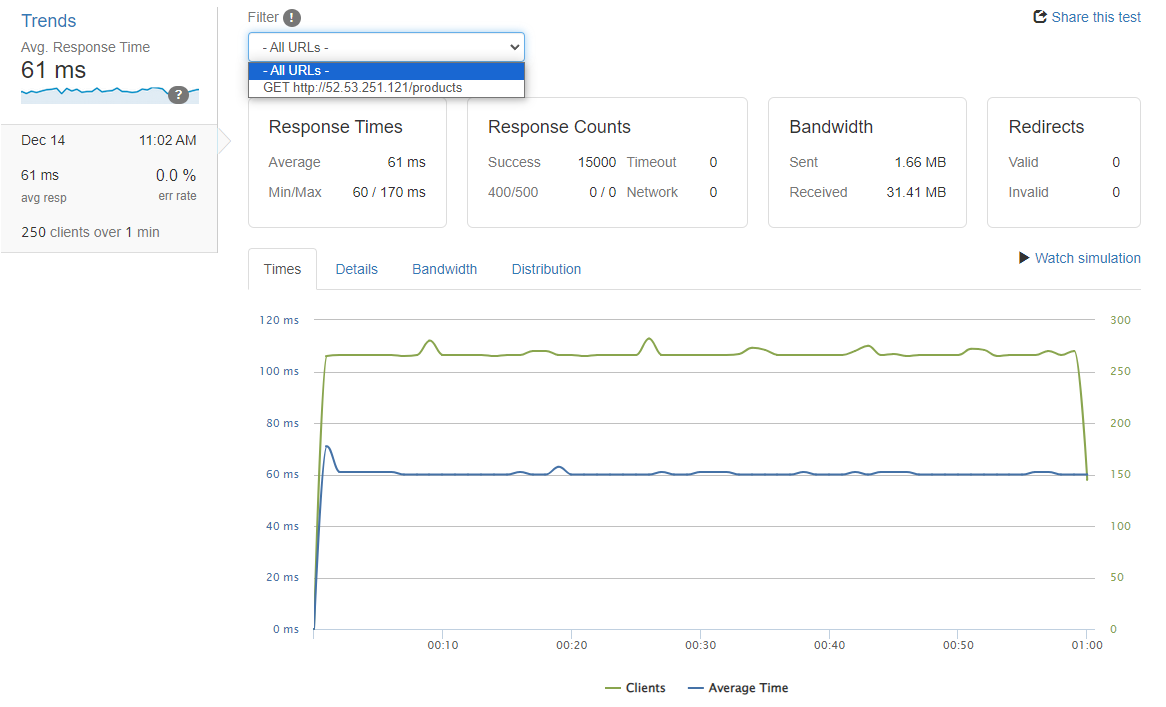 Trends
Avg. Response Time
61 ms
?
Dec 14 11:02 AM
61 ms 0.0 %
avg resp err rate
250 clients over 1 min
Filter !
Share this test
- All URLs -
- All URLs -
GET http://52.53.251.121/products
Response Times
Average 61 ms
Min/Max 60 / 170 ms
Response Counts
Success 15000 Timeout 0
400/500 0 / 0 Network 0
Bandwidth
Sent 1.66 MB
Received 31.41 MB
Redirects
Valid 0
Invalid 0
Times Details Bandwidth Distribution
Watch simulation
120 ms 300
100 ms 250
80 ms 200
60 ms 150
40 ms 100
20 ms 50
0 ms 0
00:10 00:20 00:30 00:40 00:50 01:00
Clients Average Time